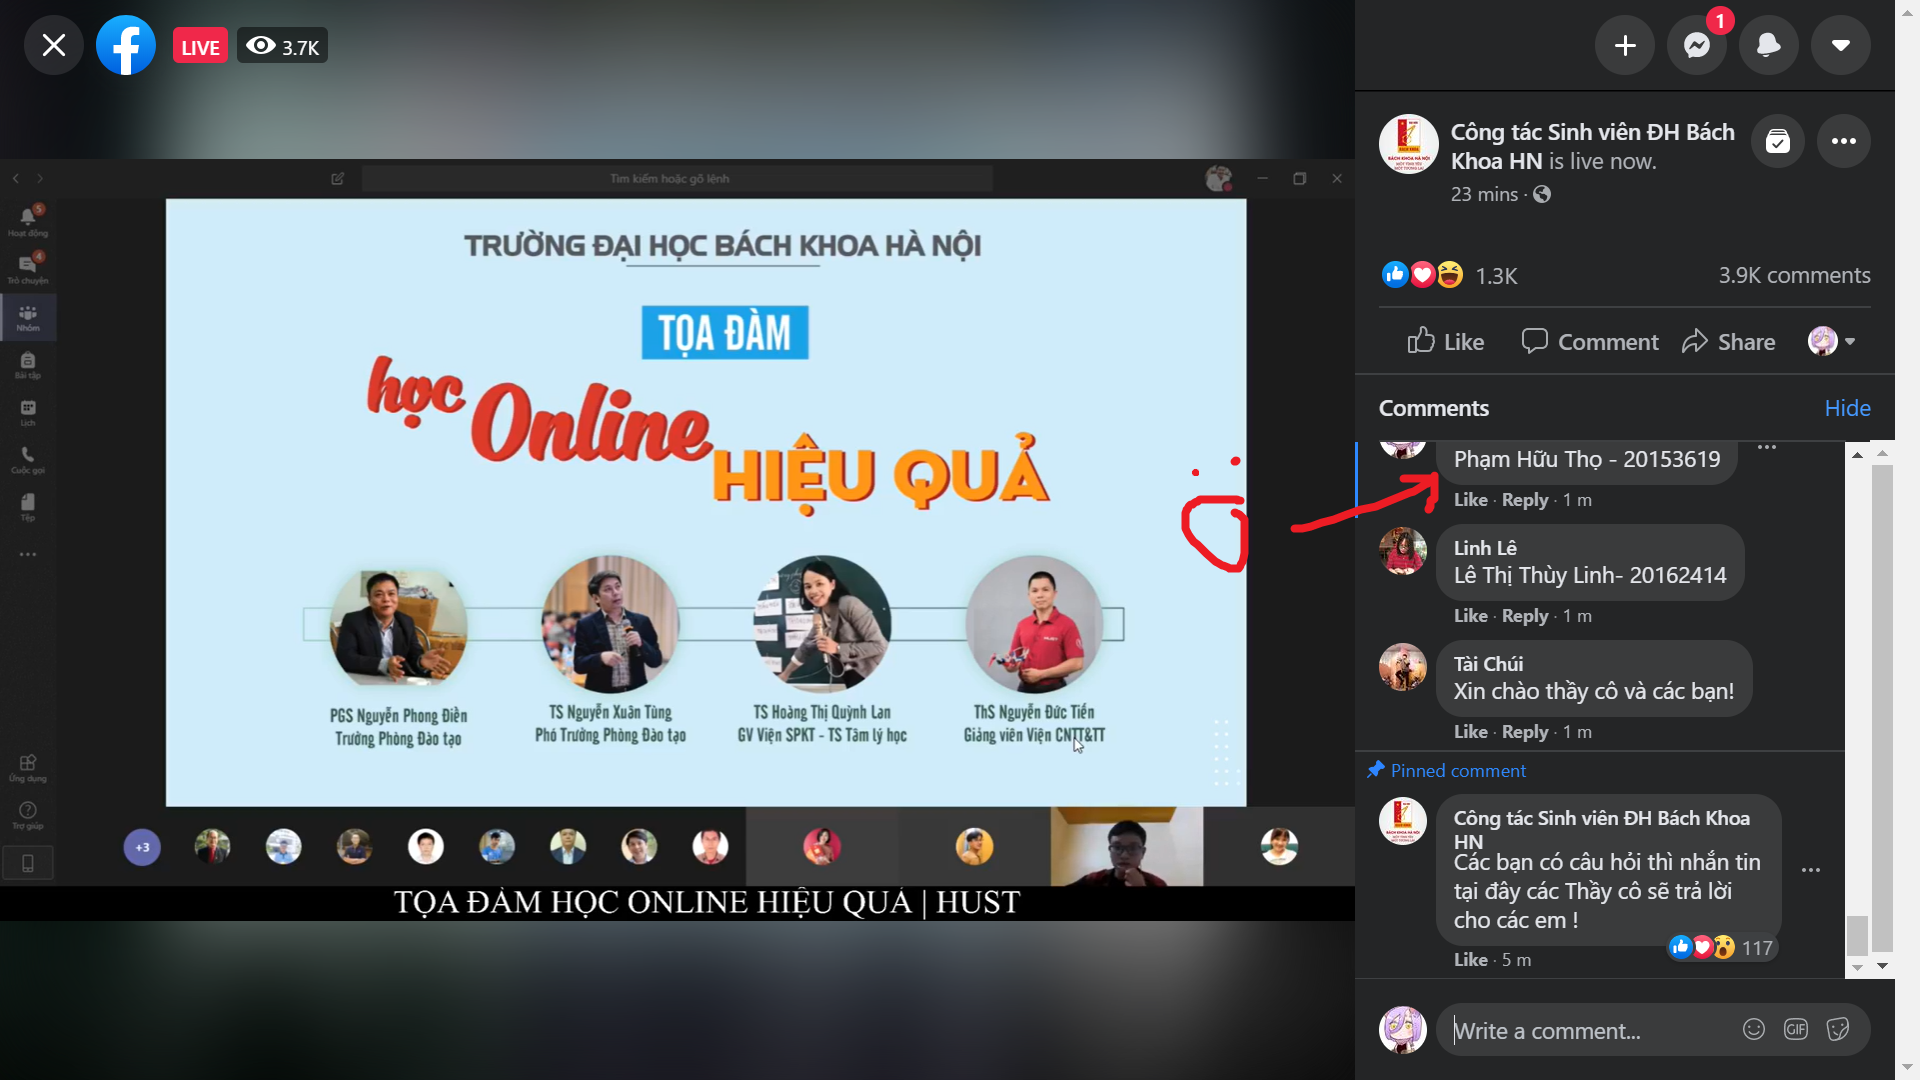 LIVE
3.7K
1
Tìm kiếm hoặc gõ lệnh
5
Hoạt động
4
Trò chuyện
Nhóm
Bài tập
Lịch
Cuộc gọi
Tệp
Ứng dụng
Trợ giúp
TRƯỜNG ĐẠI HỌC BÁCH KHOA HÀ NỘI
TỌA ĐÀM
học Online
HIỆU QUẢ
PGS Nguyễn Phong Điền
Trưởng Phòng Đào tạo
TS Nguyễn Xuân Tùng
Phó Trưởng Phòng Đào tạo
TS Hoàng Thị Quỳnh Lan
GV Viện SPKT - TS Tâm lý học
ThS Nguyễn Đức Tiến
Giảng viên Viện CNTT&TT
+3
TỌA ĐÀM HỌC ONLINE HIỆU QUẢ | HUST
Công tác Sinh viên ĐH Bách
Khoa HN is live now.
23 mins ·
1.3K
3.9K comments
Like
Comment
Share
Comments
Hide
Phạm Hữu Thọ - 20153619
Like · Reply · 1 m
Linh Lê
Lê Thị Thùy Linh- 20162414
Like · Reply · 1 m
Tài Chúi
Xin chào thầy cô và các bạn!
Like · Reply · 1 m
Pinned comment
Công tác Sinh viên ĐH Bách Khoa
HN
Các bạn có câu hỏi thì nhắn tin
tại đây các Thầy cô sẽ trả lời
cho các em !
117
Like · 5 m
Write a comment...
GIF